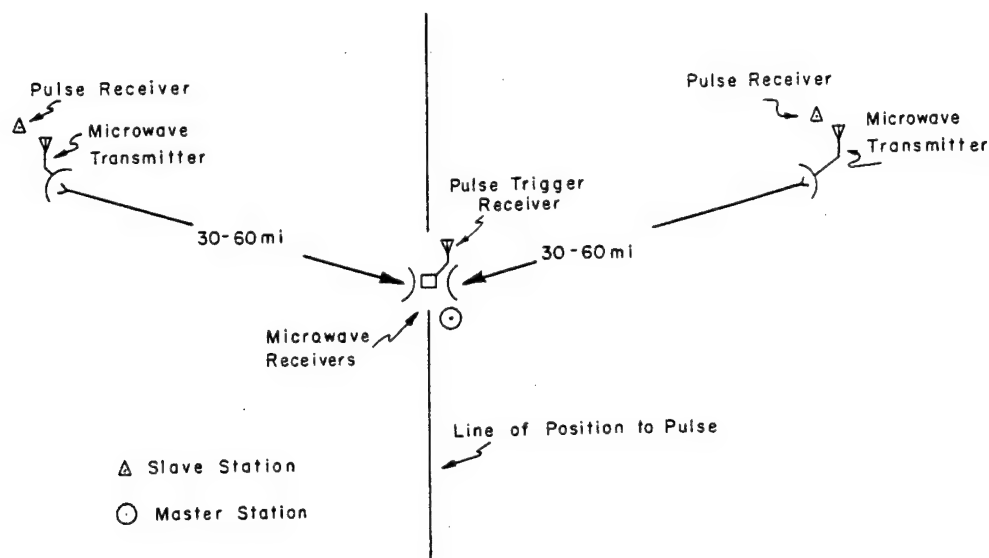 Pulse Receiver
Microwave
Transmitter
Pulse Receiver
Microwave
Transmitter
Pulse Trigger
Receiver
30-60mi
30-60mi
Microwave
Receivers
Line of Position to Pulse
Slave Station
Master Station